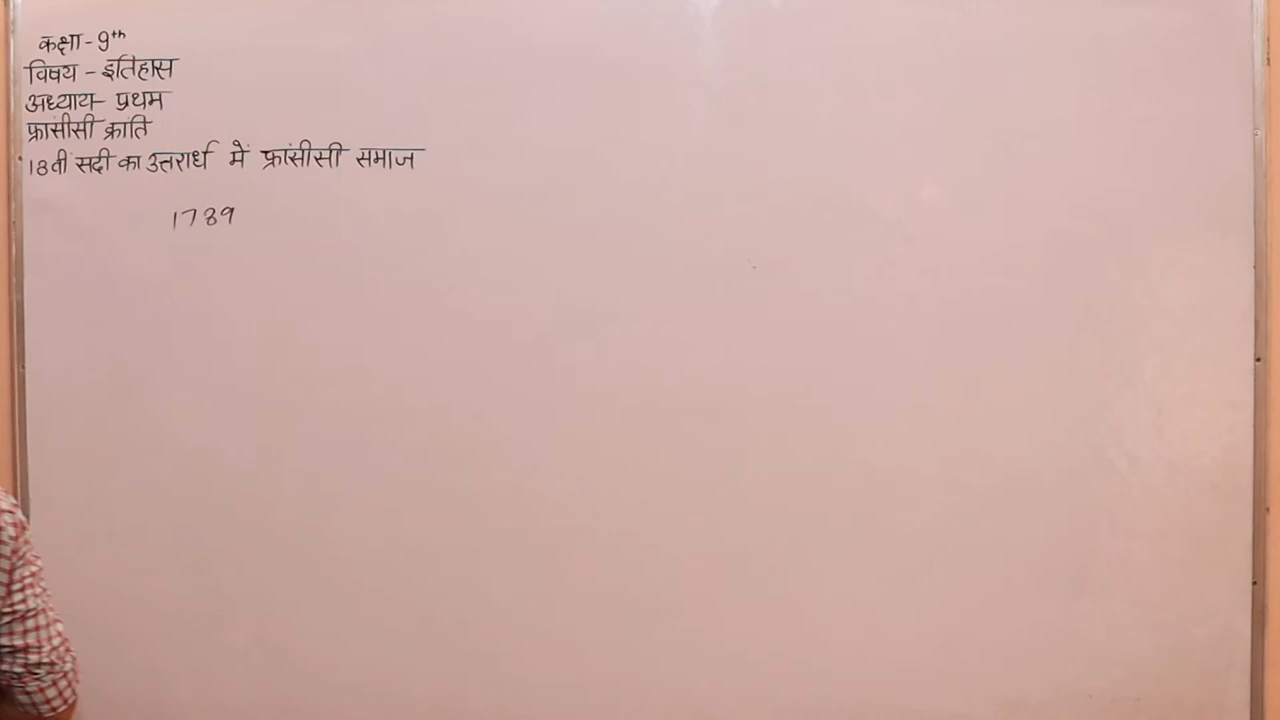 कक्षा - 9th
विषय - इतिहास
अध्याय- प्रथम
फ्रांसीसी क्रांति
18वीं सदी का उत्तरार्ध में फ्रांसीसी समाज
1789